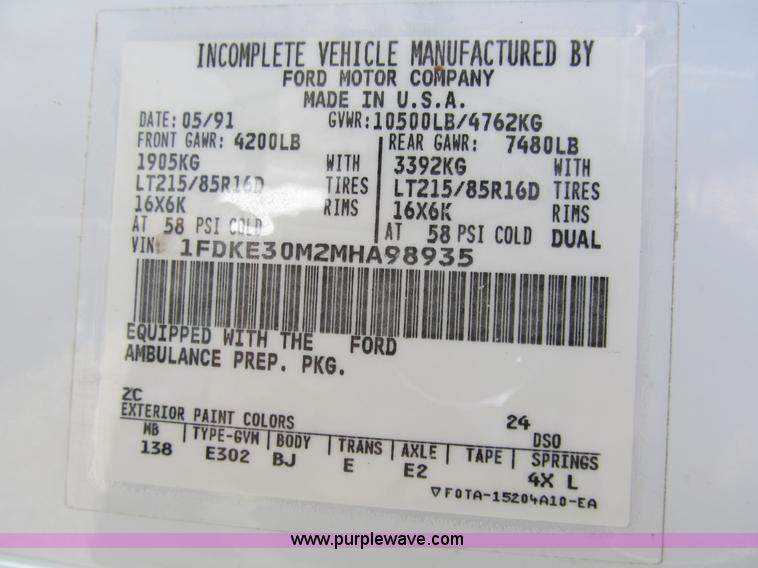 INCOMPLETE VEHICLE MANUFACTURED BY
FORD MOTOR COMPANY
MADE IN U.S.A.
DATE: 05/91 GVWR: 10500LB/4762KG
FRONT GAWR: 4200LB REAR GAWR: 7480LB
1905KG WITH 3392KG WITH
LT215/85R16D TIRES LT215/85R16D TIRES
16X6K RIMS 16X6K RIMS
AT 58 PSI COLD AT 58 PSI COLD DUAL
VIN: 1FDKE30M2MHA98935
EQUIPPED WITH THE FORD
AMBULANCE PREP. PKG.
ZC
EXTERIOR PAINT COLORS 24 DSO
WB TYPE-GVM BODY TRANS AXLE TAPE SPRINGS
138 E302 BJ E E2 4X L
▽F0TA-15204A10-EA
www.purplewave.com